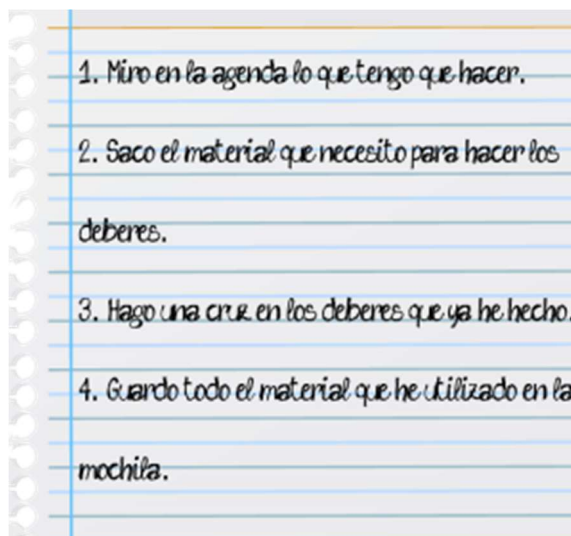 1. Miro en la agenda lo que tengo que hacer.
2. Saco el material que necesito para hacer los
deberes.
3. Hago una cruz en los deberes que ya he hecho.
4. Guardo todo el material que he utilizado en la
mochila.